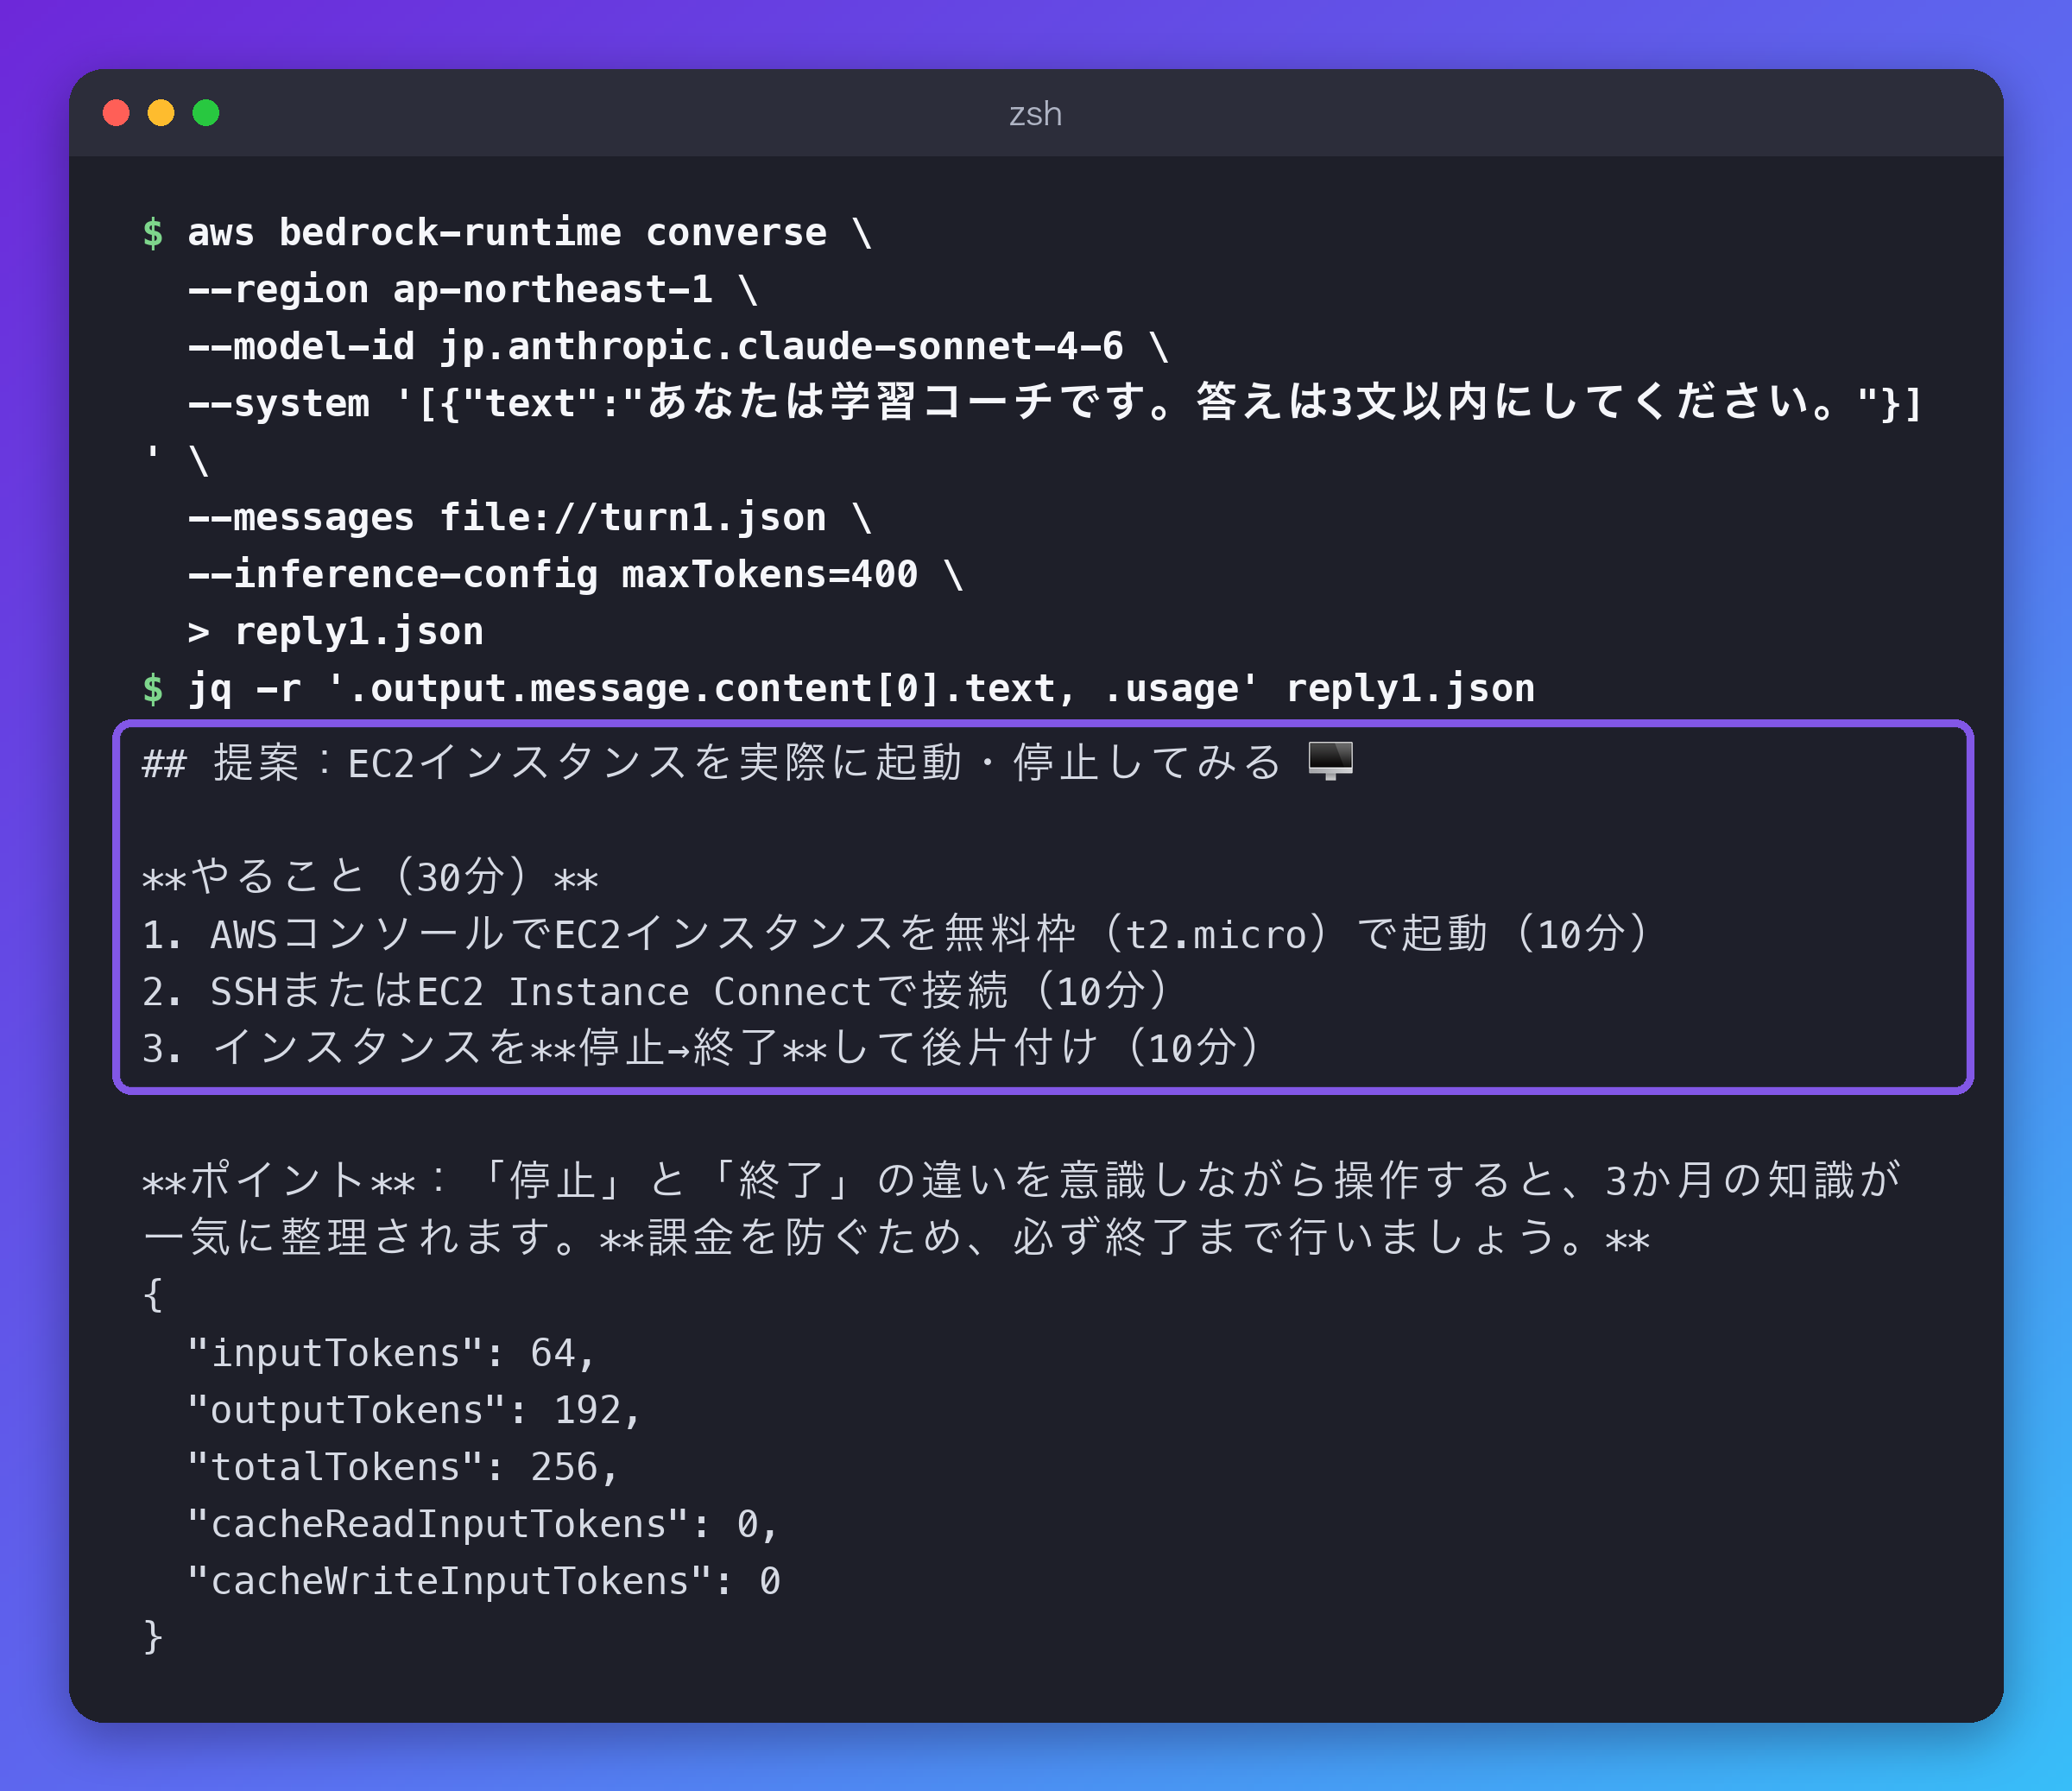 zsh
$ aws bedrock-runtime converse \
  --region ap-northeast-1 \
  --model-id jp.anthropic.claude-sonnet-4-6 \
  --system '[{"text":"あなたは学習コーチです。答えは3文以内にしてください。"}]
' \
  --messages file://turn1.json \
  --inference-config maxTokens=400 \
  > reply1.json
$ jq -r '.output.message.content[0].text, .usage' reply1.json
## 提案：EC2インスタンスを実際に起動・停止してみる 🖥️
**やること（30分）**
1. AWSコンソールでEC2インスタンスを無料枠（t2.micro）で起動（10分）
2. SSHまたはEC2 Instance Connectで接続（10分）
3. インスタンスを**停止→終了**して後片付け（10分）
**ポイント**：「停止」と「終了」の違いを意識しながら操作すると、3か月の知識が
一気に整理されます。**課金を防ぐため、必ず終了まで行いましょう。**
{
  "inputTokens": 64,
  "outputTokens": 192,
  "totalTokens": 256,
  "cacheReadInputTokens": 0,
  "cacheWriteInputTokens": 0
}